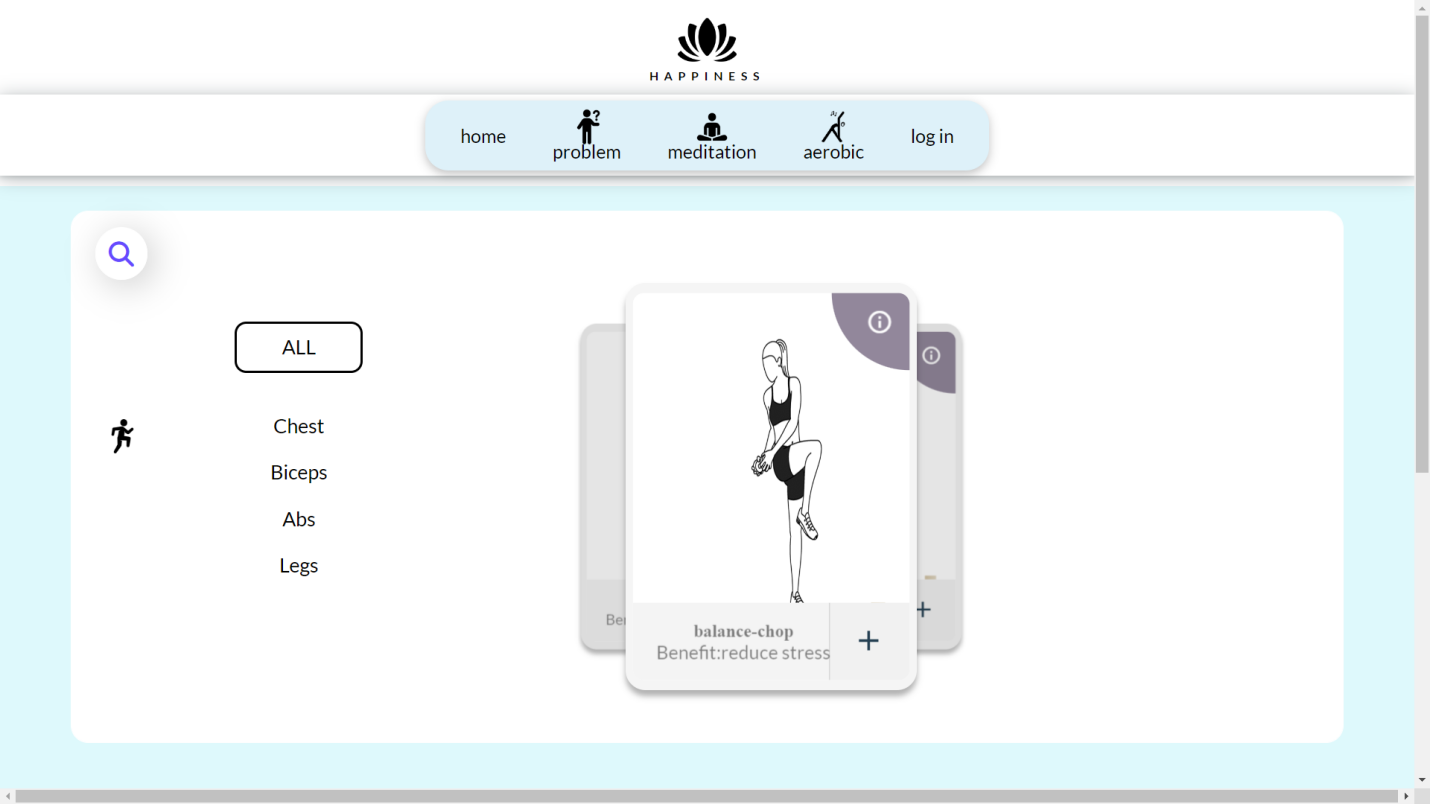 HAPPINESS
home
problem
meditation
aerobic
log in
ALL
Chest
Biceps
Abs
Legs
balance-chop
Benefit:reduce stress